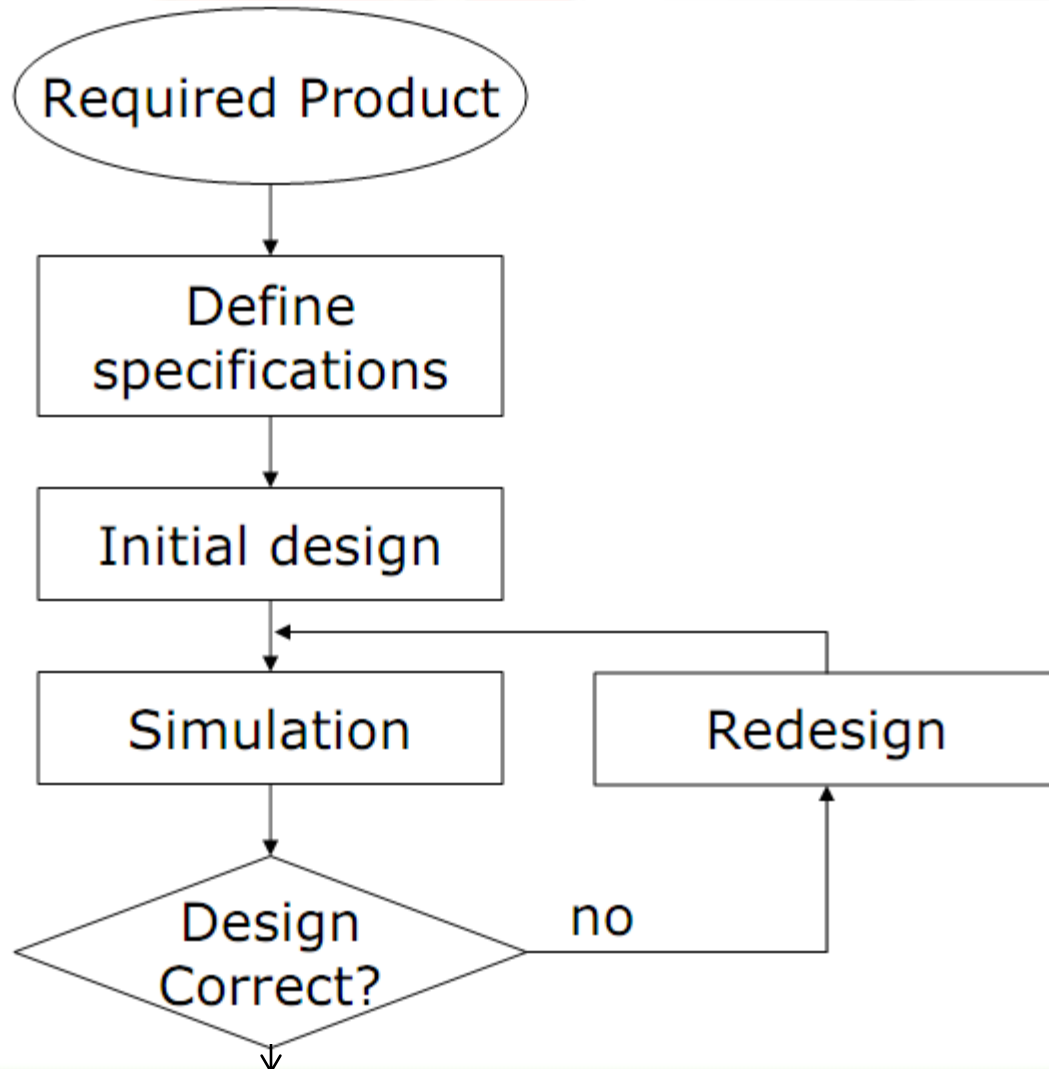 Required Product
Define
specifications
Initial design
Simulation
Redesign
Design
Correct?
no